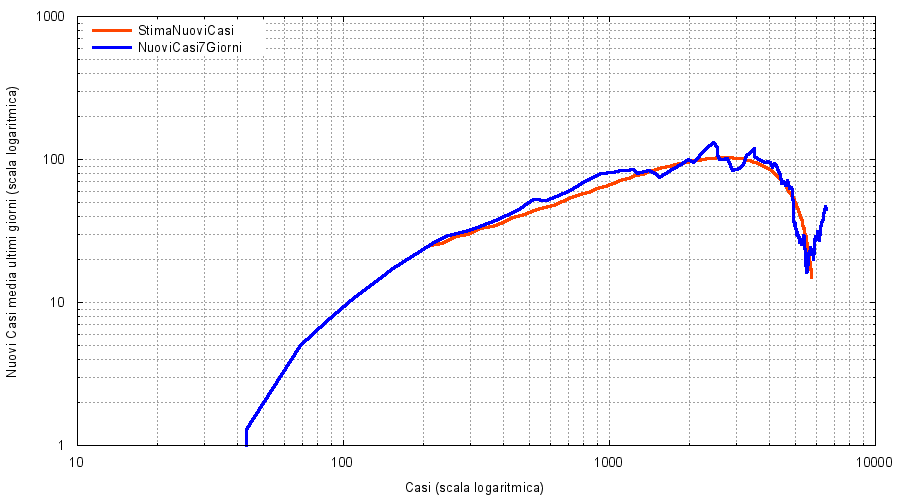 1000
StimaNuoviCasi
NuoviCasi7Giorni
100
10
1
10
100
1000
10000
Nuovi Casi media ultimi giorni (scala logaritmica)
Casi (scala logaritmica)